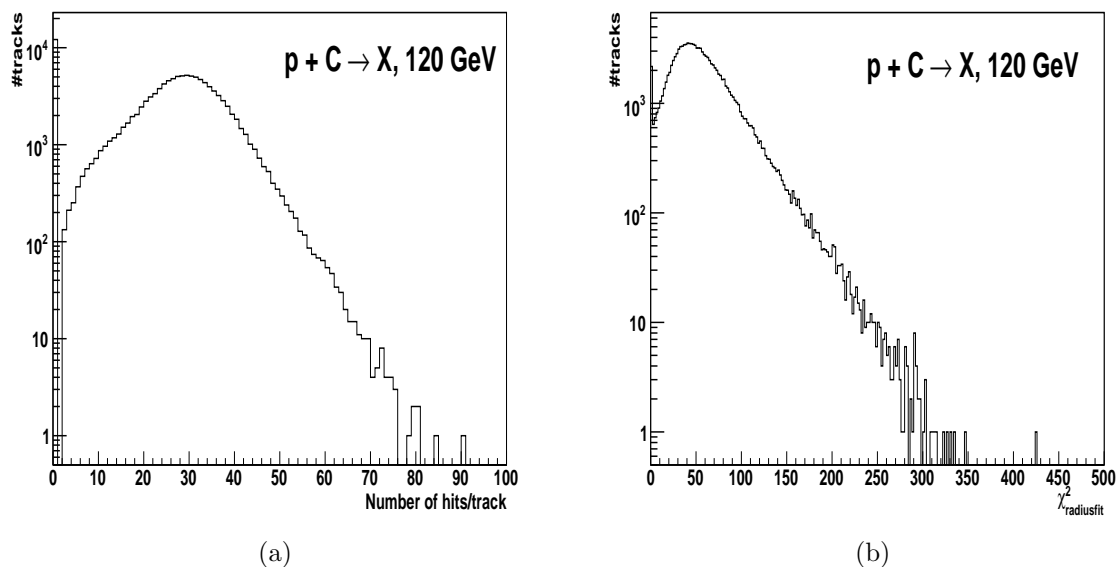 #tracks
p + C → X, 120 GeV
10⁴
10³
10²
10
1
0 10 20 30 40 50 60 70 80 90 100
Number of hits/track
(a)
#tracks
p + C → X, 120 GeV
10³
10²
10
1
0 50 100 150 200 250 300 350 400 450 500
χ²radiusfit
(b)